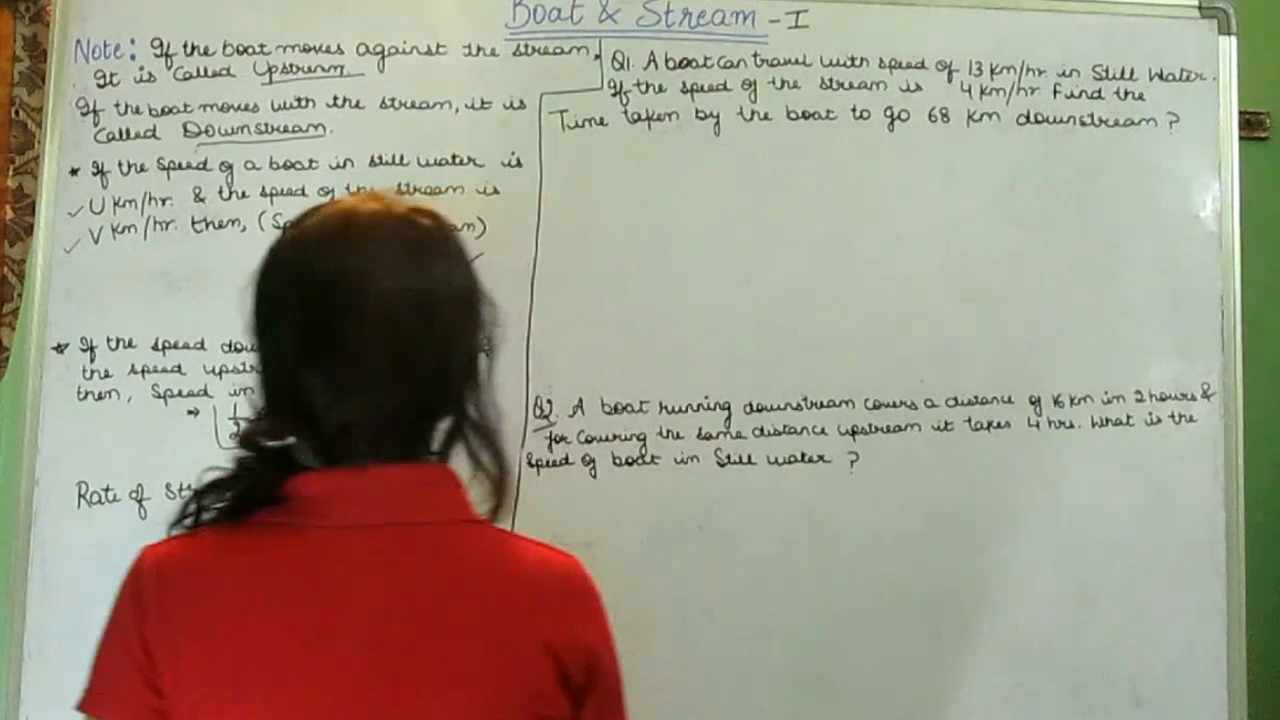 Boat & Stream - I
Note: If the boat moves against the stream,
It is called Upstream.
If the boat moves with the stream, it is
Called Downstream.
* If the Speed of a boat in still water is
✓ U km/hr. & the speed of the stream is
✓ V km/hr. then, (
* If the speed
the speed
then, Speed in
⇒ 1/2
Rate of
Q1. A boat can travel with speed of 13 km/hr. in Still Water.
If the speed of the stream is 4 km/hr. Find the
Time taken by the boat to go 68 km downstream?
Q2. A boat running downstream covers a distance of 16 km in 2 hours &
for Covering the same distance upstream it takes 4 hrs. What is the
Speed of boat in Still water ?